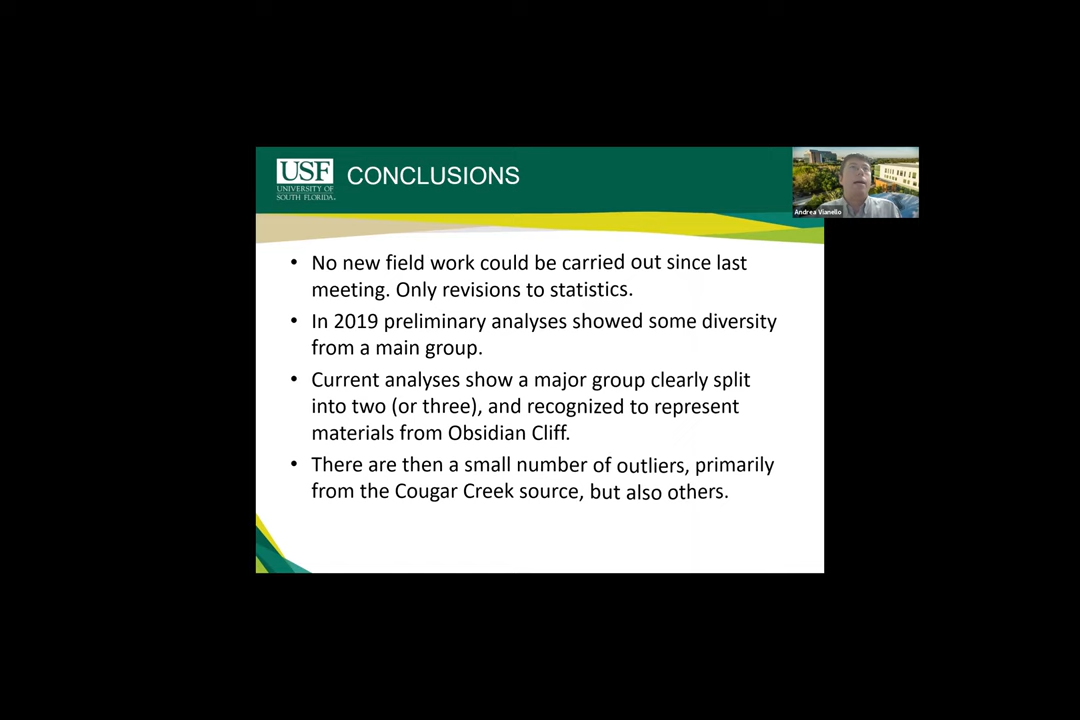 USF
UNIVERSITY OF
SOUTH FLORIDA.
CONCLUSIONS
Andrea Vianello
• No new field work could be carried out since last
meeting. Only revisions to statistics.
• In 2019 preliminary analyses showed some diversity
from a main group.
• Current analyses show a major group clearly split
into two (or three), and recognized to represent
materials from Obsidian Cliff.
• There are then a small number of outliers, primarily
from the Cougar Creek source, but also others.